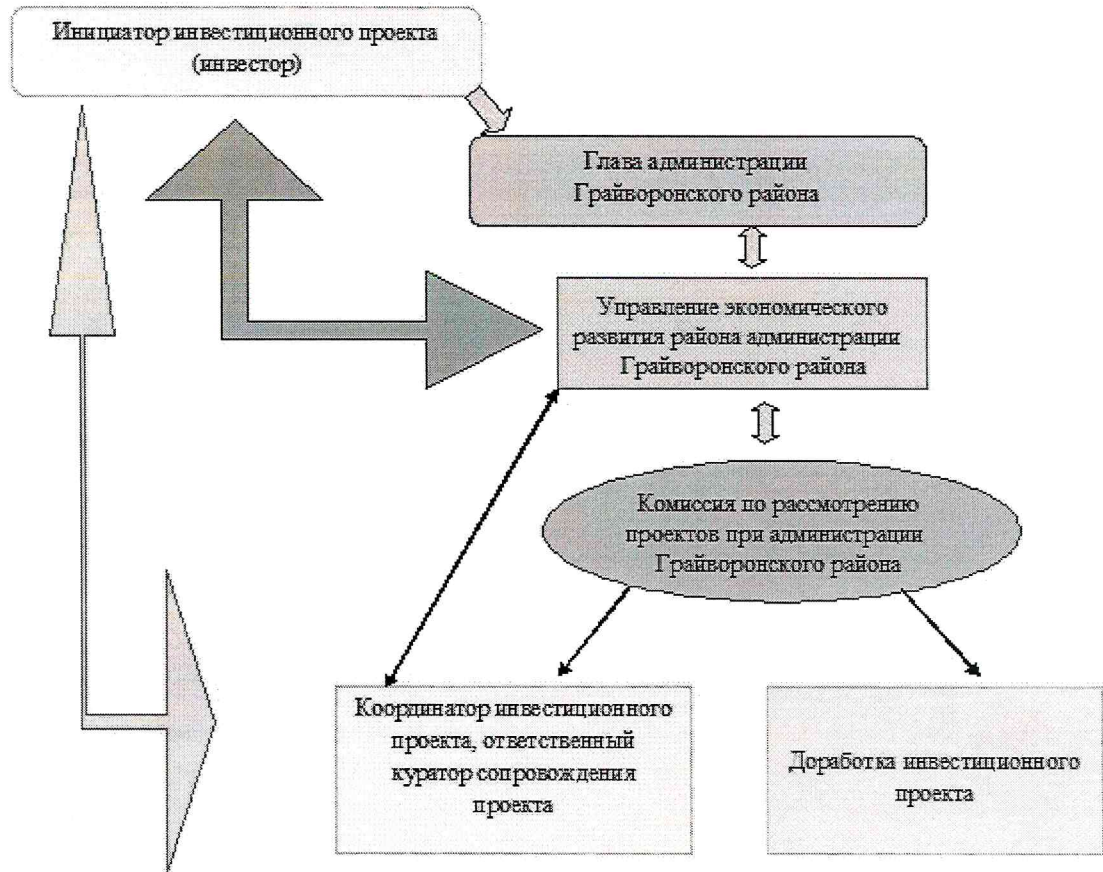 Инициатор инвестиционного проекта
(инвестор)
Глава администрации
Грайворонского района
Управление экономического
развития района администрации
Грайворонского района
Комиссия по рассмотрению
проектов при администрации
Грайворонского района
Координатор инвестиционного
проекта, ответственный
куратор сопровождения
проекта
Доработка инвестиционного
проекта